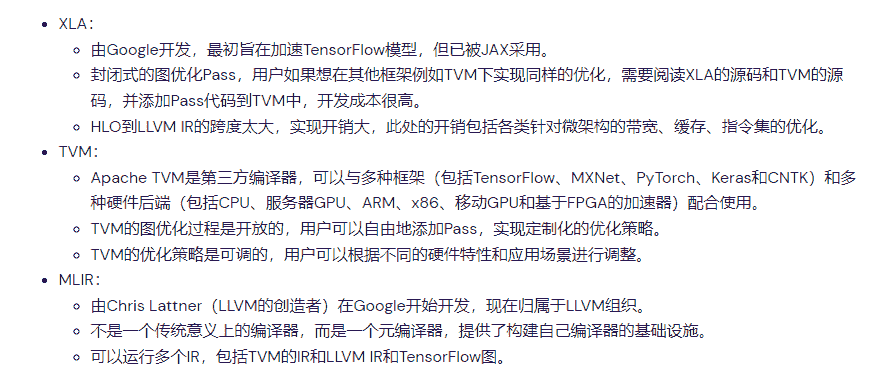 • XLA：
◦ 由Google开发，最初旨在加速TensorFlow模型，但已被JAX采用。
◦ 封闭式的图优化Pass，用户如果想在其他框架例如TVM下实现同样的优化，需要阅读XLA的源码和TVM的源
码，并添加Pass代码到TVM中，开发成本很高。
◦ HLO到LLVM IR的跨度太大，实现开销大，此处的开销包括各类针对微架构的带宽、缓存、指令集的优化。
• TVM：
◦ Apache TVM是第三方编译器，可以与多种框架（包括TensorFlow、MXNet、PyTorch、Keras和CNTK）和多
种硬件后端（包括CPU、服务器GPU、ARM、x86、移动GPU和基于FPGA的加速器）配合使用。
◦ TVM的图优化过程是开放的，用户可以自由地添加Pass，实现定制化的优化策略。
◦ TVM的优化策略是可调的，用户可以根据不同的硬件特性和应用场景进行调整。
• MLIR：
◦ 由Chris Lattner（LLVM的创造者）在Google开始开发，现在归属于LLVM组织。
◦ 不是一个传统意义上的编译器，而是一个元编译器，提供了构建自己编译器的基础设施。
◦ 可以运行多个IR，包括TVM的IR和LLVM IR和TensorFlow图。